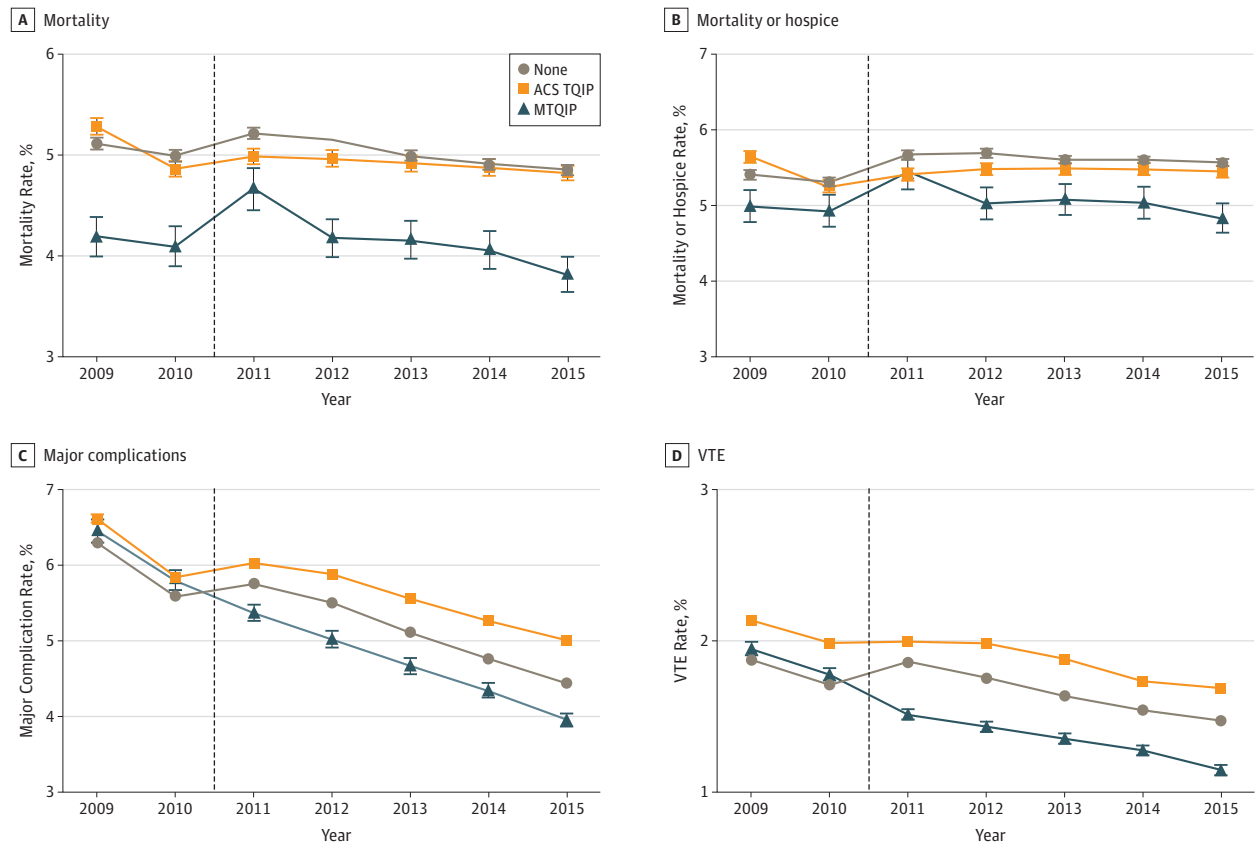 A Mortality
6
5
4
3
Mortality Rate, %
2009 2010 2011 2012 2013 2014 2015
Year
None
ACS TQIP
MTQIP
B Mortality or hospice
7
6
5
4
3
Mortality or Hospice Rate, %
2009 2010 2011 2012 2013 2014 2015
Year
C Major complications
7
6
5
4
3
Major Complication Rate, %
2009 2010 2011 2012 2013 2014 2015
Year
D VTE
3
2
1
VTE Rate, %
2009 2010 2011 2012 2013 2014 2015
Year